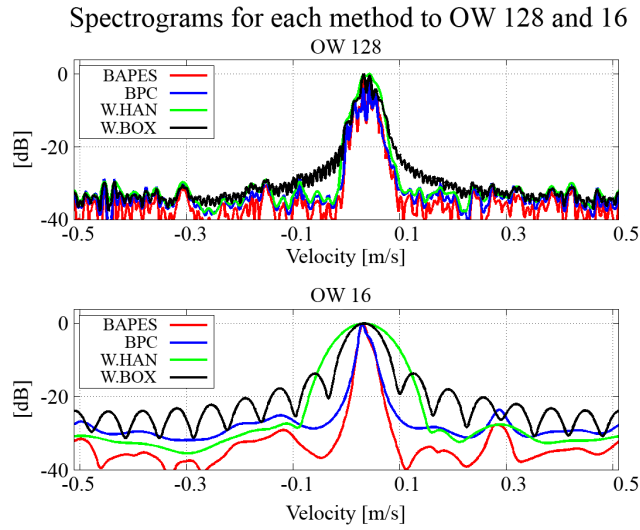 Spectrograms for each method to OW 128 and 16
OW 128
BAPES
BPC
W.HAN
W.BOX
0
-20
-40
[dB]
-0.5 -0.3 -0.1 0.1 0.3 0.5
Velocity [m/s]
OW 16
BAPES
BPC
W.HAN
W.BOX
0
-20
-40
[dB]
-0.5 -0.3 -0.1 0.1 0.3 0.5
Velocity [m/s]